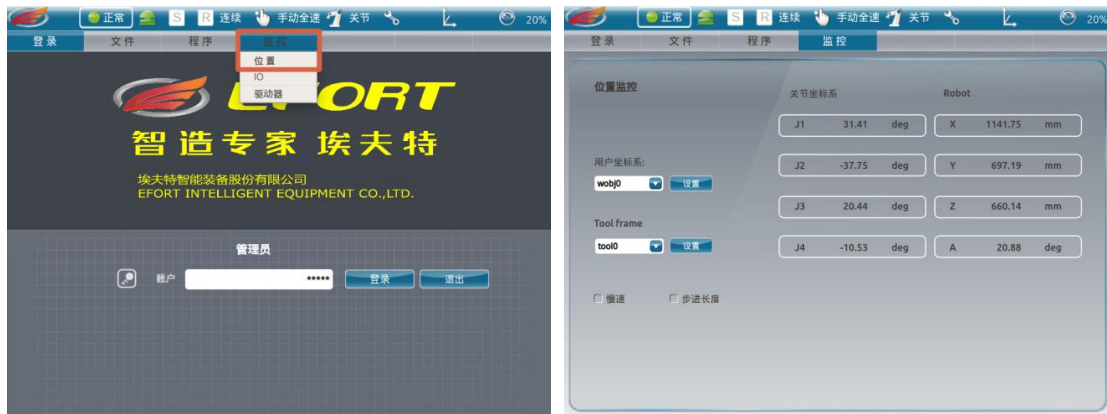 正常 S R 连续 手动全速 关节 20%
登录 文件 程序 监控
位置
IO
驱动器
EFORT
智造专家 埃夫特
埃夫特智能装备股份有限公司
EFORT INTELLIGENT EQUIPMENT CO.,LTD.
管理员
账户 ***** 登录 退出
正常 S R 连续 手动全速 关节 20%
登录 文件 程序 监控
位置监控 关节坐标系 Robot
J1 31.41 deg X 1141.75 mm
用户坐标系:
J2 -37.75 deg Y 697.19 mm
wobj0 设置
J3 20.44 deg Z 660.14 mm
Tool frame
tool0 设置 J4 -10.53 deg A 20.88 deg
慢速 步进长度